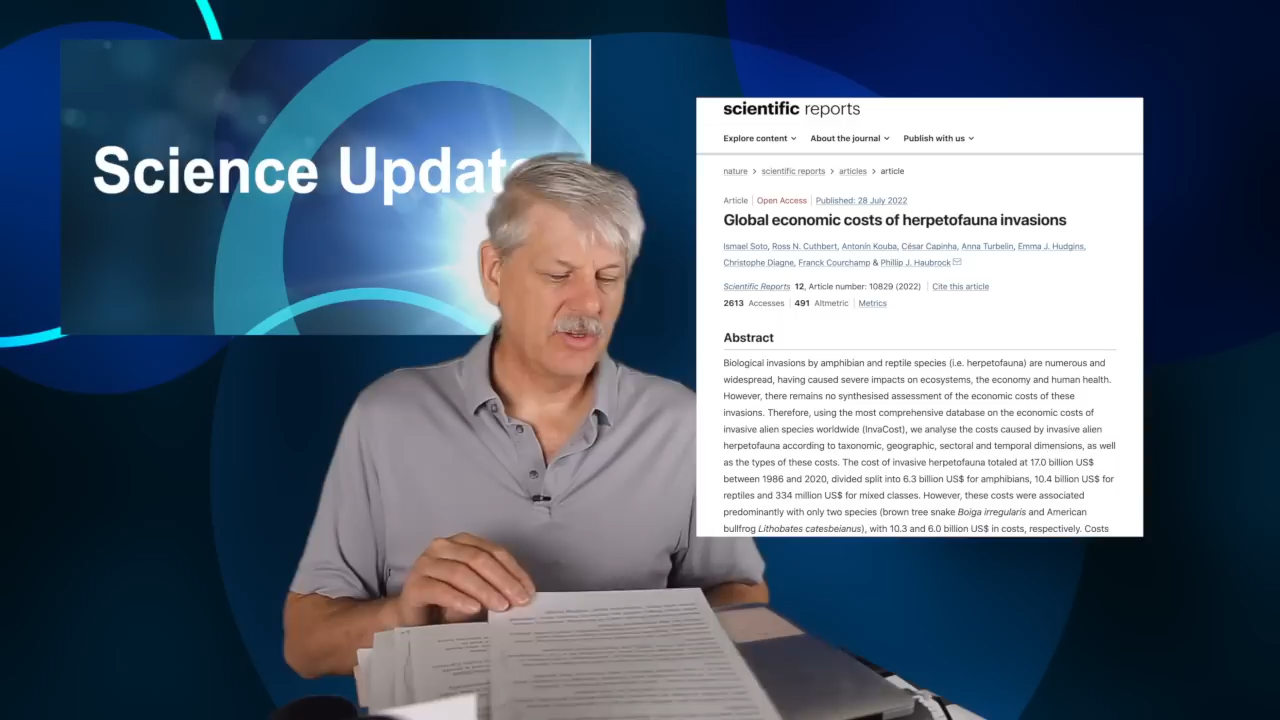 Science Updat
scientific reports
Explore content
About the journal
Publish with us
nature > scientific reports > articles > article
Article | Open Access | Published: 28 July 2022
Global economic costs of herpetofauna invasions
Ismael Soto, Ross N. Cuthbert, Antonín Kouba, César Capinha, Anna Turbelin, Emma J. Hudgins,
Christophe Diagne, Franck Courchamp & Phillip J. Haubrock
Scientific Reports 12, Article number: 10829 (2022) | Cite this article
2613 Accesses | 491 Altmetric | Metrics
Abstract
Biological invasions by amphibian and reptile species (i.e. herpetofauna) are numerous and
widespread, having caused severe impacts on ecosystems, the economy and human health.
However, there remains no synthesised assessment of the economic costs of these
invasions. Therefore, using the most comprehensive database on the economic costs of
invasive alien species worldwide (InvaCost), we analyse the costs caused by invasive alien
herpetofauna according to taxonomic, geographic, sectoral and temporal dimensions, as well
as the types of these costs. The cost of invasive herpetofauna totaled at 17.0 billion US$
between 1986 and 2020, divided split into 6.3 billion US$ for amphibians, 10.4 billion US$ for
reptiles and 334 million US$ for mixed classes. However, these costs were associated
predominantly with only two species (brown tree snake Boiga irregularis and American
bullfrog Lithobates catesbeianus), with 10.3 and 6.0 billion US$ in costs, respectively. Costs